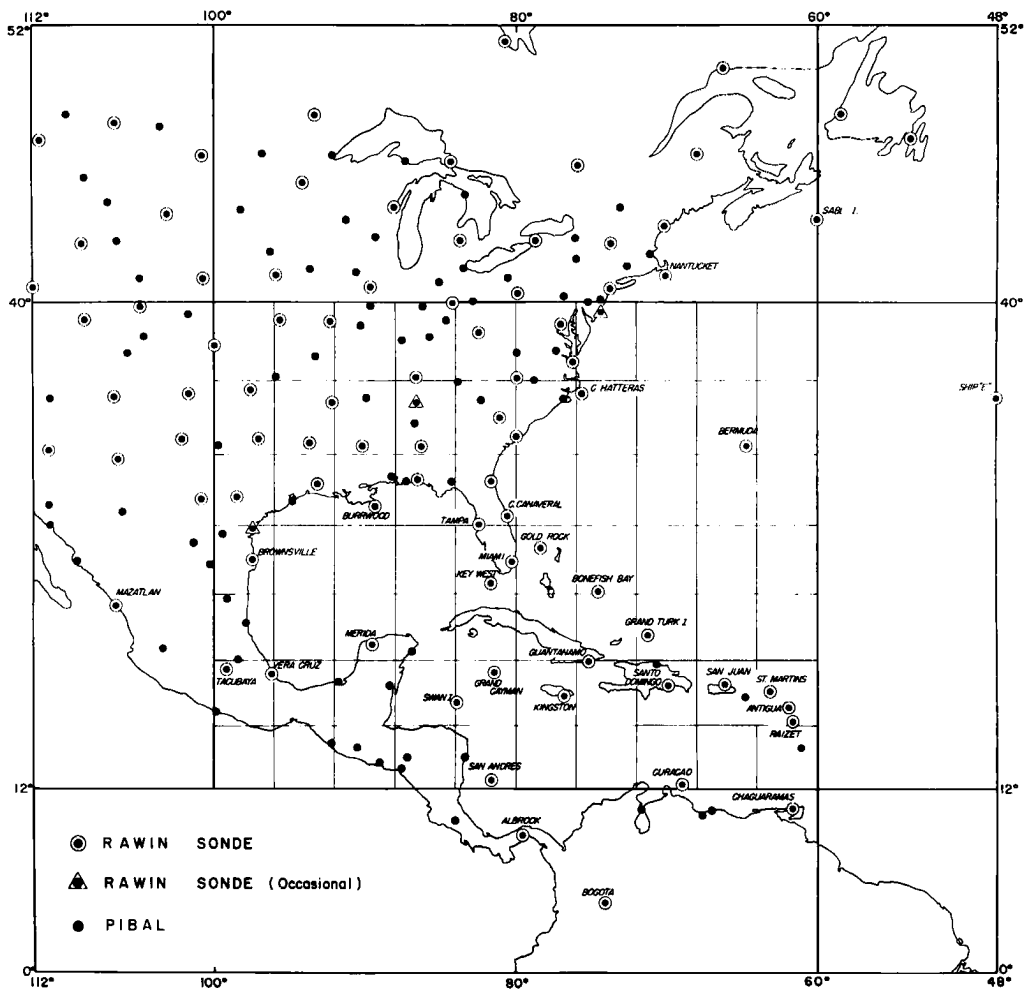 112° 100° 80° 60° 48°
52° 52°
SABL I.
NANTUCKET
40° 40°
C HATTERAS
SHIP "E"
BERMUDA
C. CANAVERAL
BURRWOOD
TAMPA
GOLD ROCK
BROWNSVILLE
MIAMI
KEY WEST
BONEFISH BAY
MAZATLAN
GRAND TURK I
MERIDA
GUANTAHAMO
VERA CRUZ
TACUBAYA
GRAND CAYMAN
SANTO DOMINGO
SAN JUAN
ST. MARTINS
SWAN I
KINGSTON
ANTIGUA
RAIZET
SAN ANDRES
CURACAO
12° 12°
CHAGUARAMAS
ALBROOK
RAWIN SONDE
RAWIN SONDE (Occasional)
BOGOTA
PIBAL
0° 0°
112° 100° 80° 60° 48°